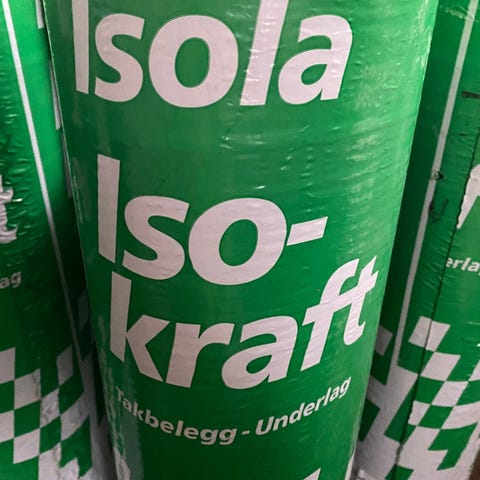 Isola
Iso-
kraft
Takbelegg - Underlag